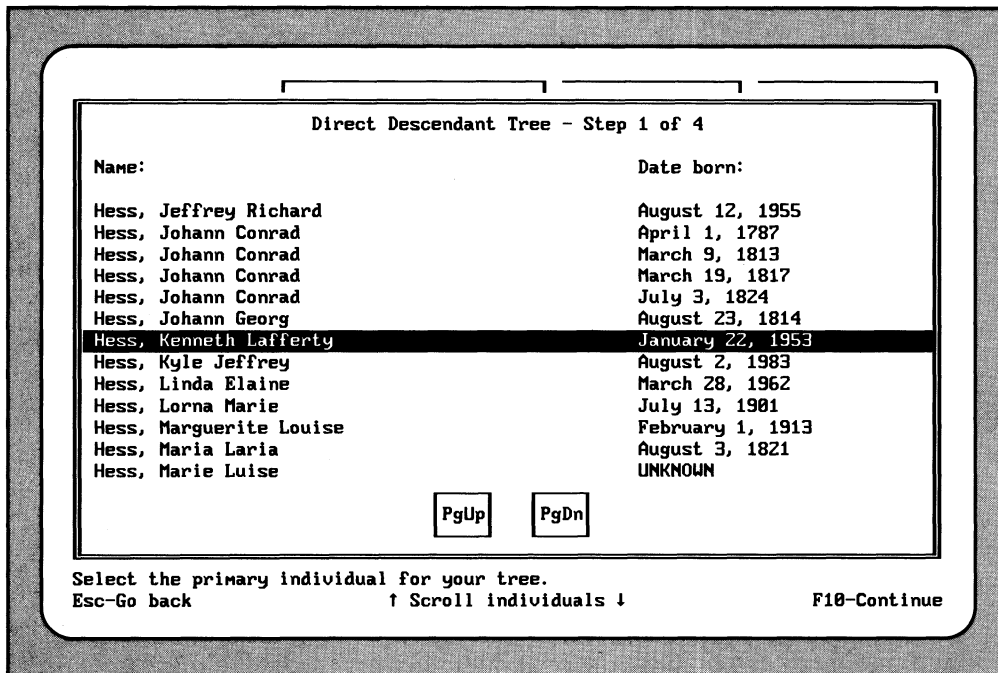 Direct Descendant Tree - Step 1 of 4
Name: Date born:
Hess, Jeffrey Richard August 12, 1955
Hess, Johann Conrad April 1, 1787
Hess, Johann Conrad March 9, 1813
Hess, Johann Conrad March 19, 1817
Hess, Johann Conrad July 3, 1824
Hess, Johann Georg August 23, 1814
Hess, Kenneth Lafferty January 22, 1953
Hess, Kyle Jeffrey August 2, 1983
Hess, Linda Elaine March 28, 1962
Hess, Lorna Marie July 13, 1901
Hess, Marguerite Louise February 1, 1913
Hess, Maria Laria August 3, 1821
Hess, Marie Luise UNKNOWN
PgUp PgDn
Select the primary individual for your tree.
Esc-Go back ↑ Scroll individuals ↓ F10-Continue